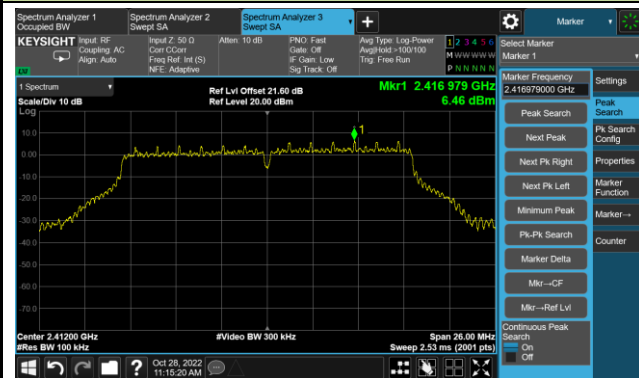 Spectrum Analyzer 1
Occupied BW
Spectrum Analyzer 2
Swept SA
Spectrum Analyzer 3
Swept SA
Marker
KEYSIGHT
Input: RF
Coupling: AC
Align: Auto
Input Z: 50 Ω
Corr CCorr
Freq Ref: Int (S)
NFE: Adaptive
Atten: 10 dB
PNO: Fast
Gate: Off
IF Gain: Low
Sig Track: Off
Avg Type: Log-Power
Avg|Hold:>100/100
Trig: Free Run
1 2 3 4 5 6
M W W W W W
P N N N N N
LXI
Select Marker
Marker 1
1 Spectrum
Scale/Div 10 dB
Log
Ref Lvl Offset 21.60 dB
Ref Level 20.00 dBm
Mkr1 2.416 979 GHz
6.46 dBm
1
10.0
0.00
-10.0
-20.0
-30.0
-40.0
-50.0
-60.0
-70.0
Center 2.41200 GHz
#Res BW 100 kHz
#Video BW 300 kHz
Span 26.00 MHz
Sweep 2.53 ms (2001 pts)
Marker Frequency
2.416979000 GHz
Peak Search
Next Peak
Next Pk Right
Next Pk Left
Minimum Peak
Pk-Pk Search
Marker Delta
Mkr→CF
Mkr→Ref Lvl
Continuous Peak
Search
On
Off
Settings
Peak
Search
Pk Search
Config
Properties
Marker
Function
Marker→
Counter
Oct 28, 2022
11:15:20 AM